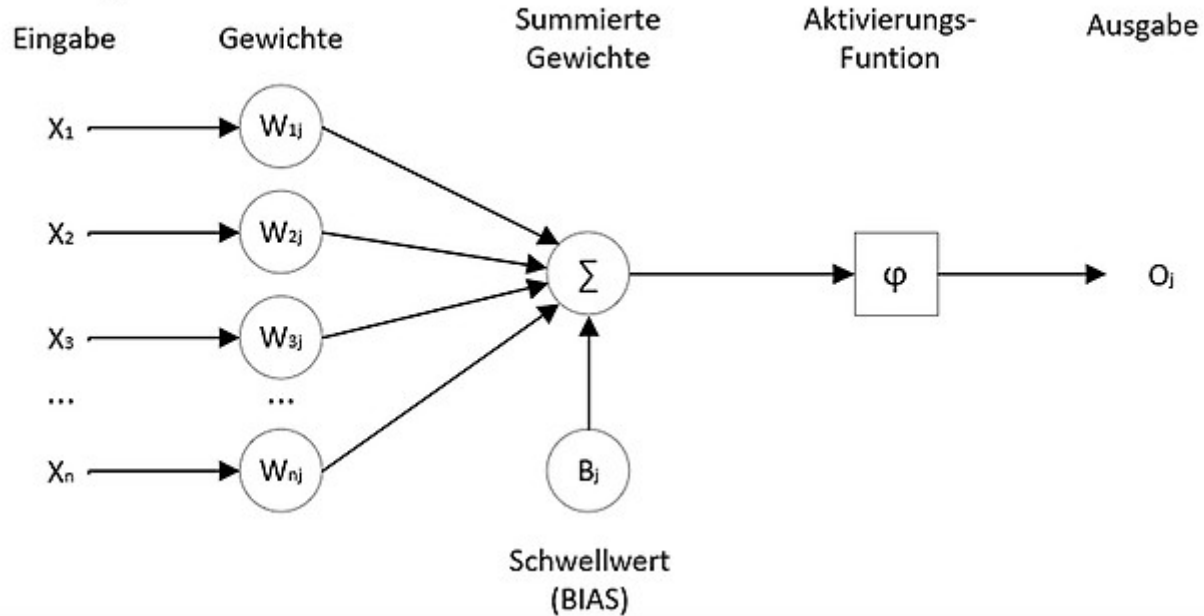 Eingabe
Gewichte
Summierte
Gewichte
Aktivierungs-
Funtion
Ausgabe
X₁
W₁ⱼ
X₂
W₂ⱼ
X₃
W₃ⱼ
...
...
Xₙ
Wₙⱼ
∑
φ
Oⱼ
Bⱼ
Schwellwert
(BIAS)